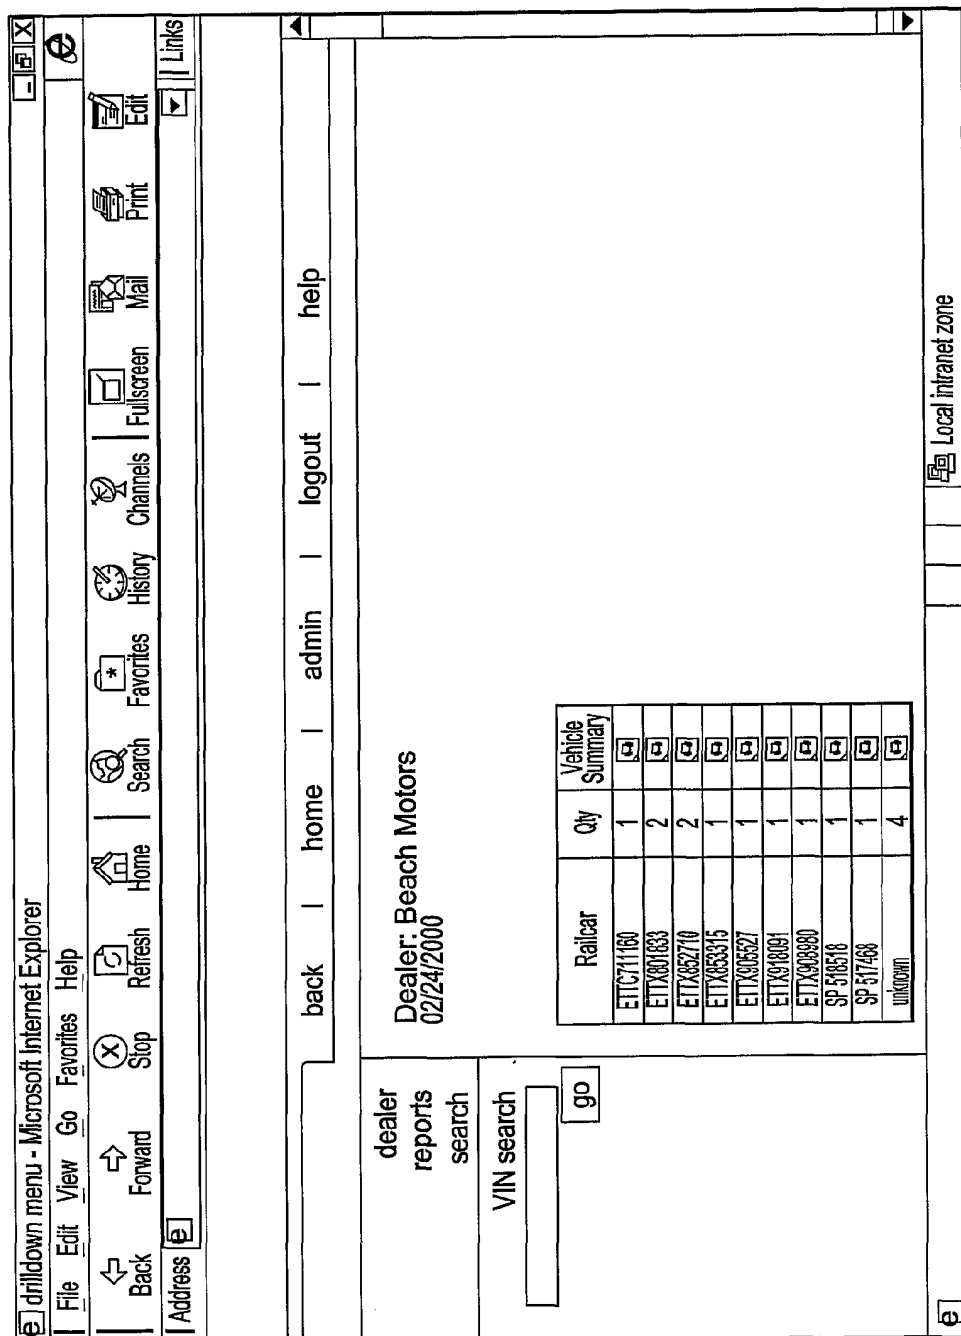 drilldown menu - Microsoft Internet Explorer
File Edit View Go Favorites Help
Back Forward Stop Refresh Home Search Favorites History Channels Fullscreen Mail Print Edit
Address Links
back | home | admin | logout | help
dealer
reports
search
VIN search
go
Dealer: Beach Motors
02/24/2000
Railcar Qty Vehicle Summary
ETTC711160 1
ETTX801833 2
ETTX852710 2
ETTX853315 1
ETTX905527 1
ETTX918091 1
ETTX908980 1
SP 518518 1
SP 517468 1
unknown 4
Local intranet zone